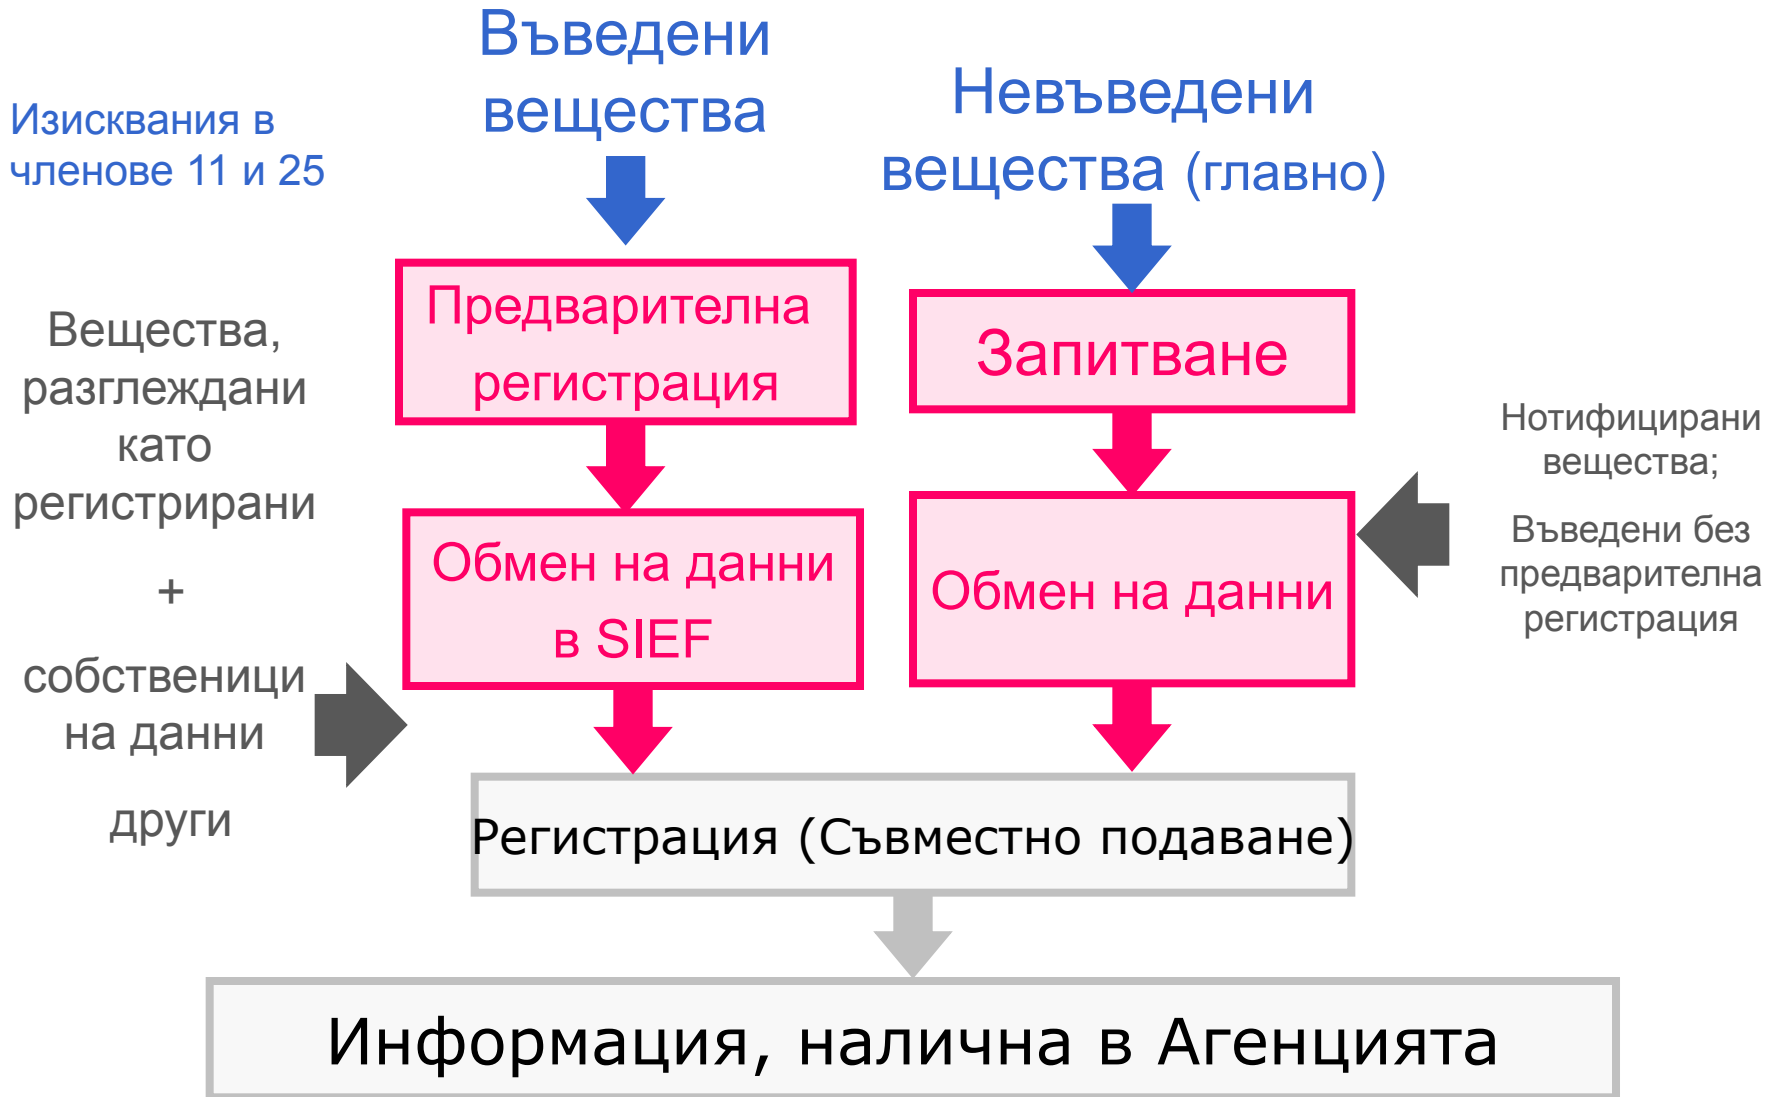 Въведени
вещества
Невъведени
вещества (главно)
Изисквания в
членове 11 и 25
Предварителна
регистрация
Запитване
Вещества,
разглеждани
като
регистрирани
+
собственици
на данни
други
Обмен на данни
в SIEF
Обмен на данни
Нотифицирани
вещества;
Въведени без
предварителна
регистрация
Регистрация (Съвместно подаване)
Информация, налична в Агенцията